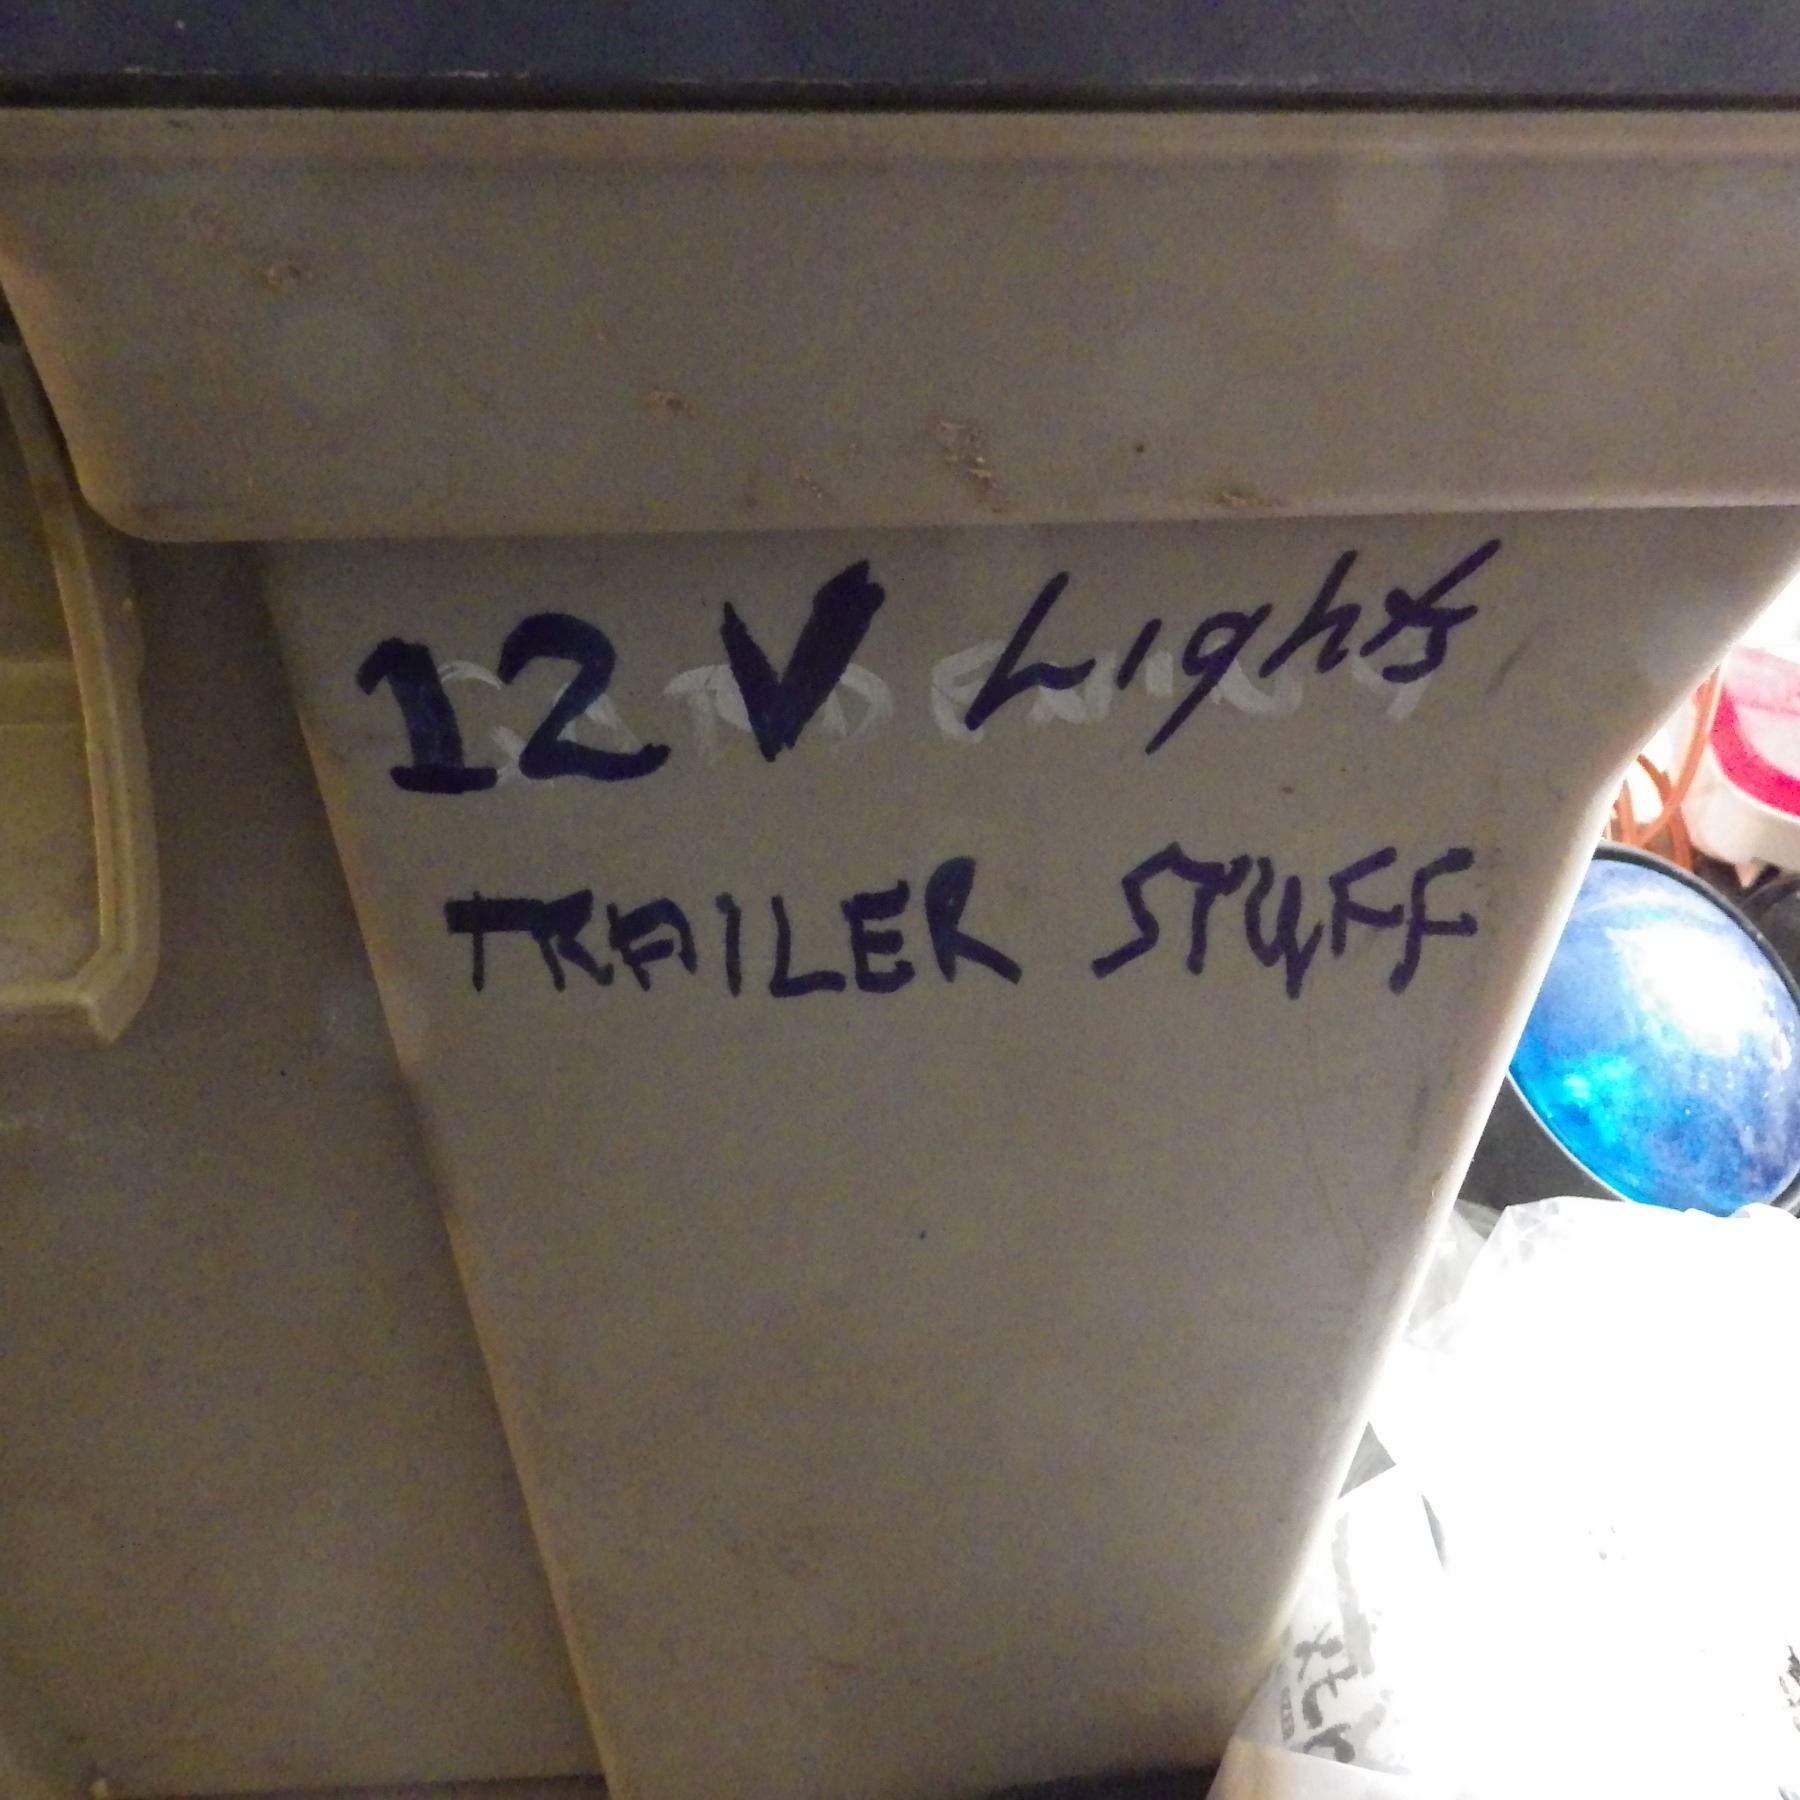 12 V Lights
TRAILER STUFF